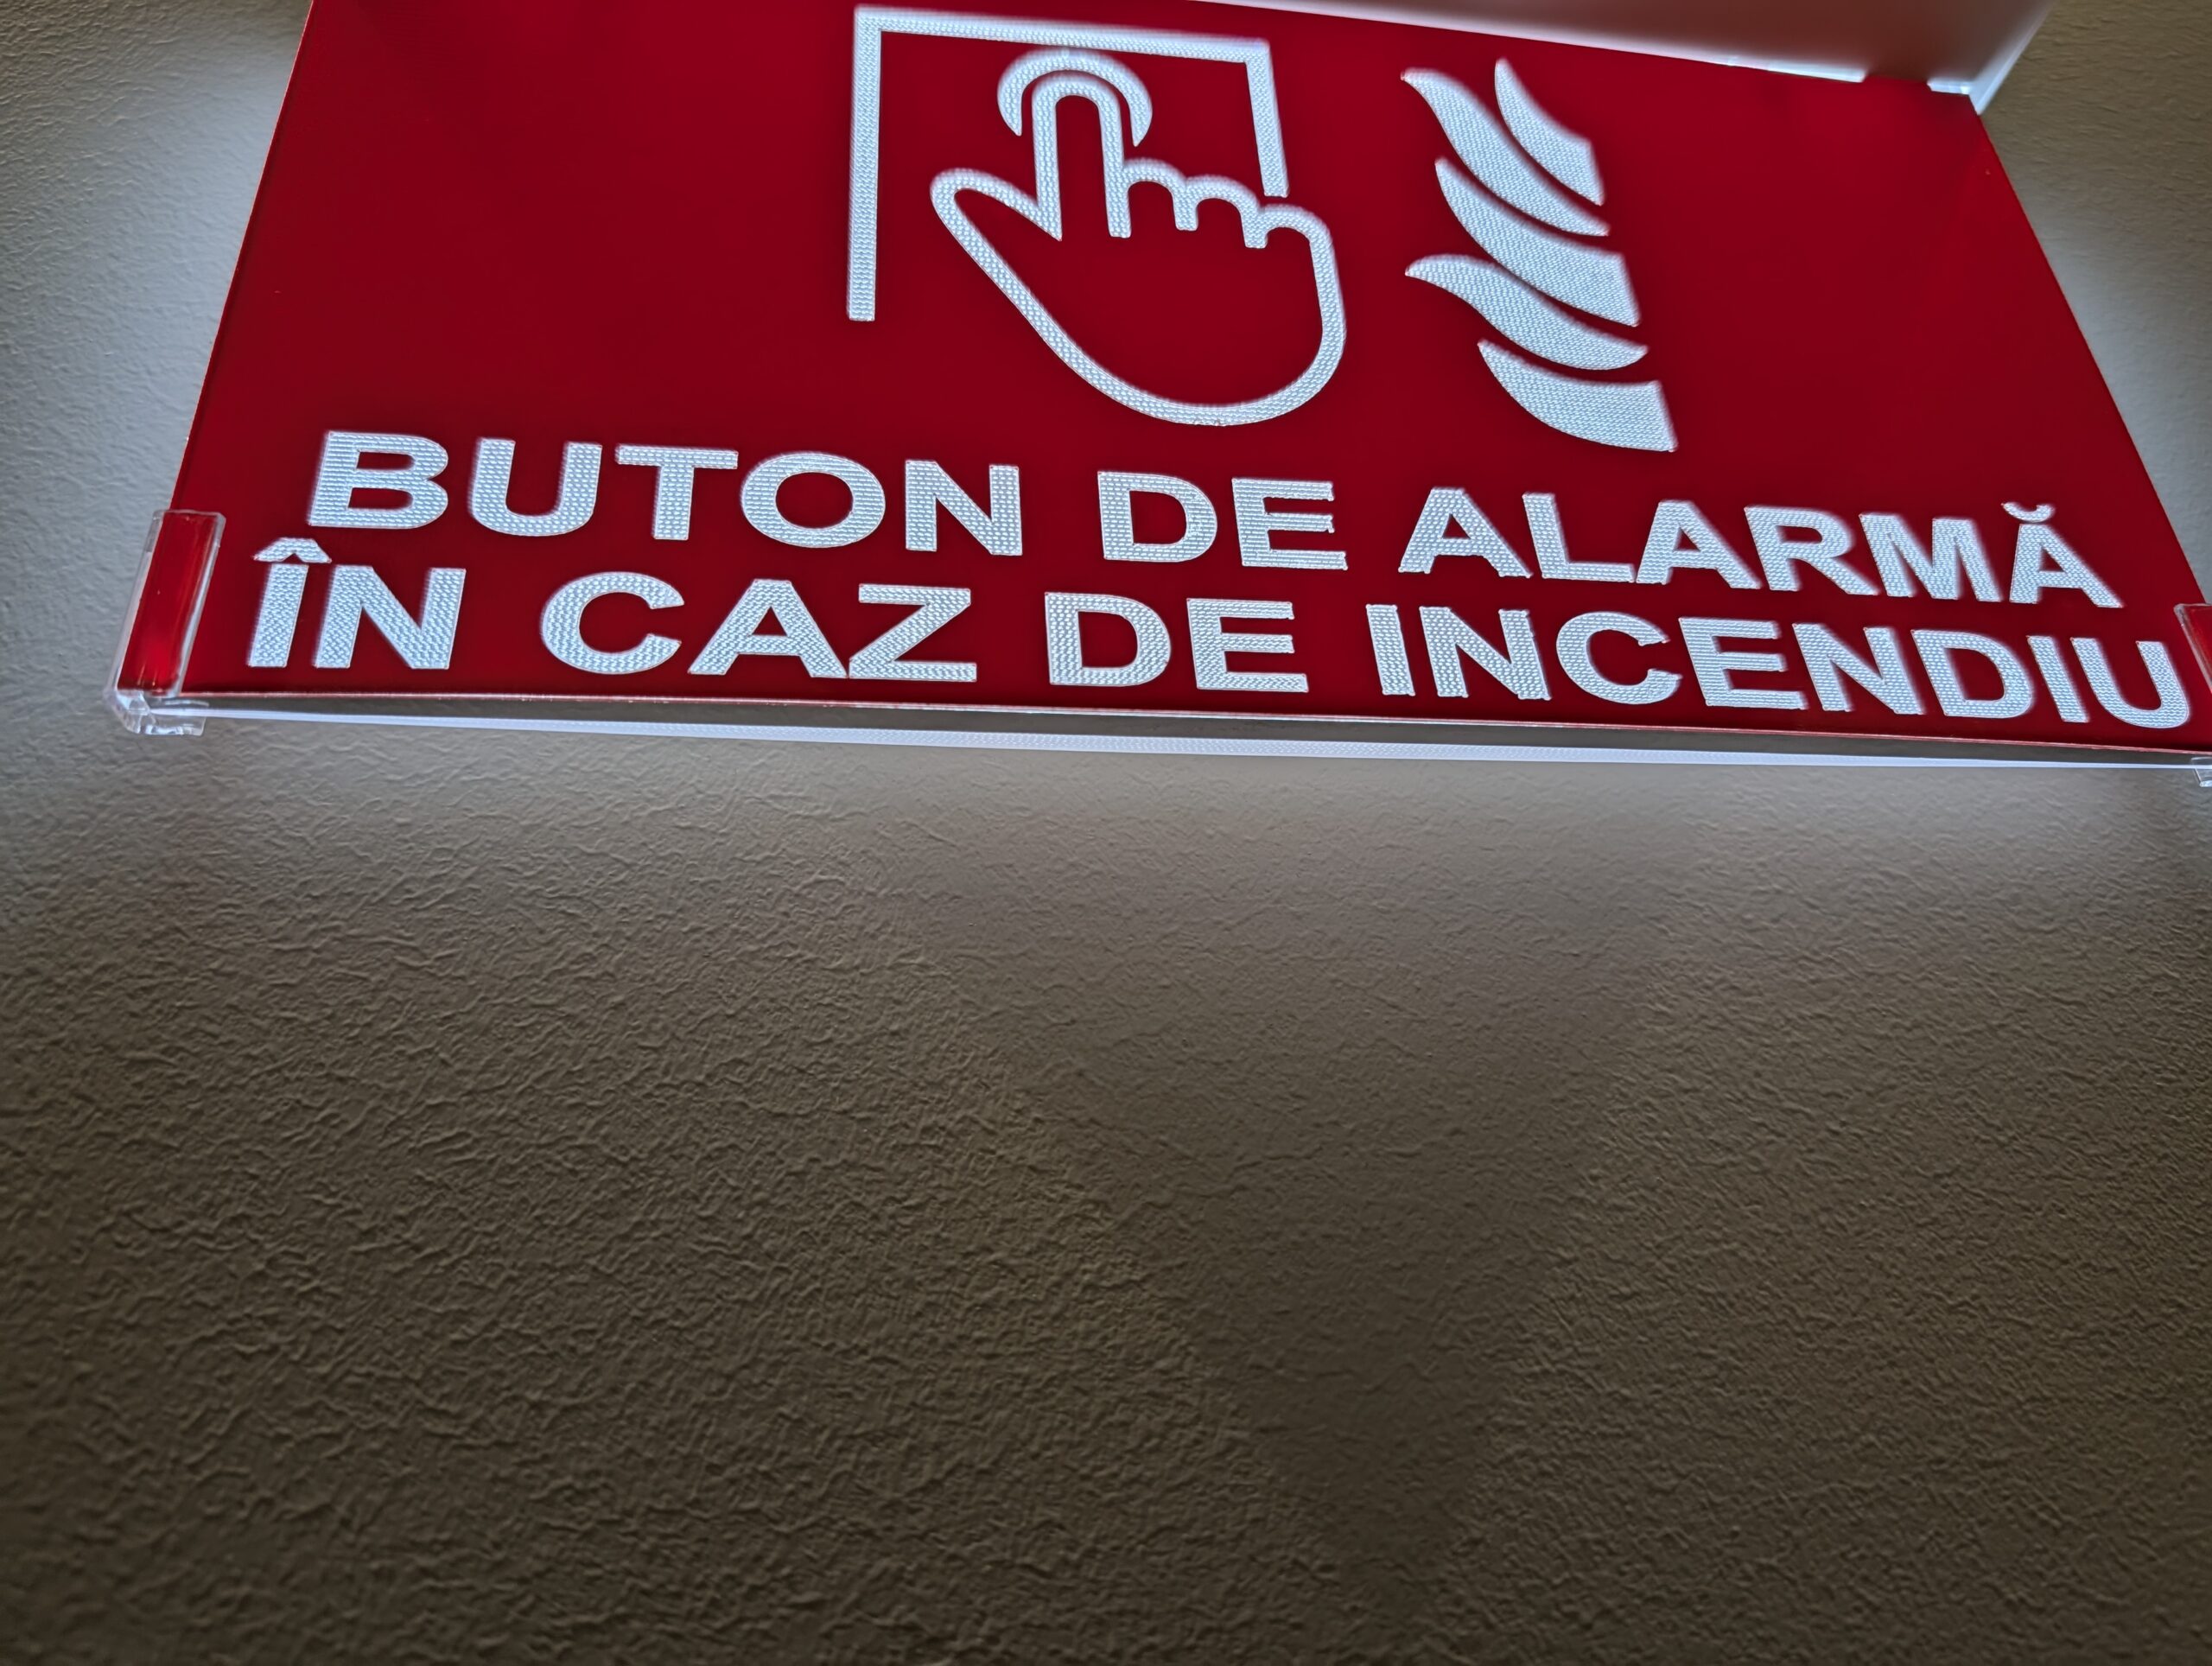 BUTON DE ALARMĂ
ÎN CAZ DE INCENDIU